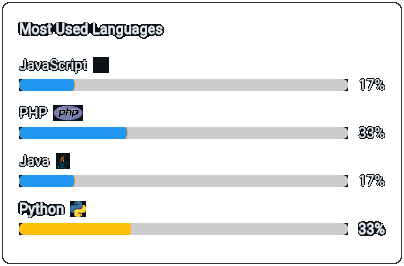 Most Used Languages
JavaScript
17%
PHP php
33%
Java
17%
Python
33%